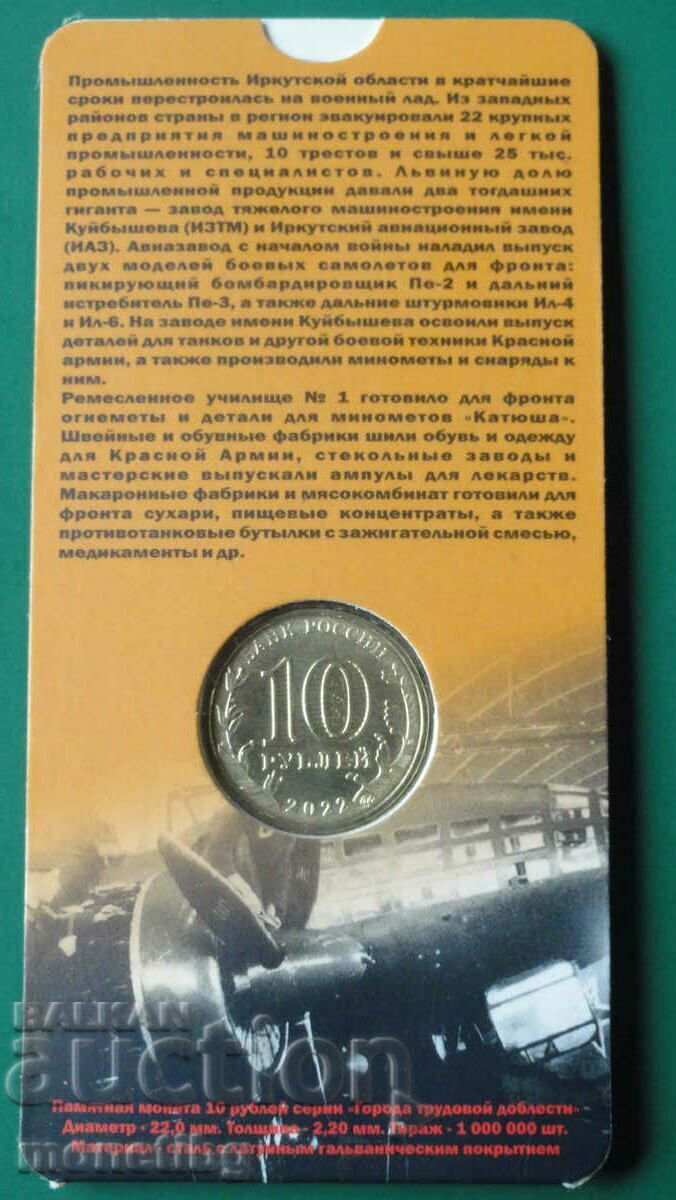 Промышленность Иркутской области в кратчайшие
сроки перестроилась на военный лад. Из западных
районов страны в регион эвакуировали 22 крупных
предприятия машиностроения и легкой
промышленности, 10 трестов и свыше 25 тыс.
рабочих и специалистов. Львиную долю
промышленной продукции давали два тогдашних
гиганта — завод тяжелого машиностроения имени
Куйбышева (ИЗТМ) и Иркутский авиационный завод
(ИАЗ). Авиазавод с началом войны наладил выпуск
двух моделей боевых самолетов для фронта:
пикирующий бомбардировщик Пе-2 и дальний
истребитель Пе-3, а также дальние штурмовики Ил-4
и Ил-6. На заводе имени Куйбышева освоили выпуск
деталей для танков и другой боевой техники Красной
армии, а также производили минометы и снаряды к
ним.
Ремесленное училище № 1 готовило для фронта
огнеметы и детали для минометов «Катюша».
Швейные и обувные фабрики шили обувь и одежду
для Красной Армии, стекольные заводы и
мастерские выпускали ампулы для лекарств.
Макаронные фабрики и мясокомбинат готовили для
фронта сухари, пищевые концентраты, а также
противотанковые бутылки с зажигательной смесью,
медикаменты и др.
БАНК РОССИИ
10
РУБЛЕЙ
2022
BALKAN
auction
Памятная монета 10 рублей серии «Города трудовой доблести»
Диаметр - 22,0 мм. Толщина - 2,20 мм. Тираж - 1 000 000 шт.
Материал - сталь с латунным гальваническим покрытием
monetibg